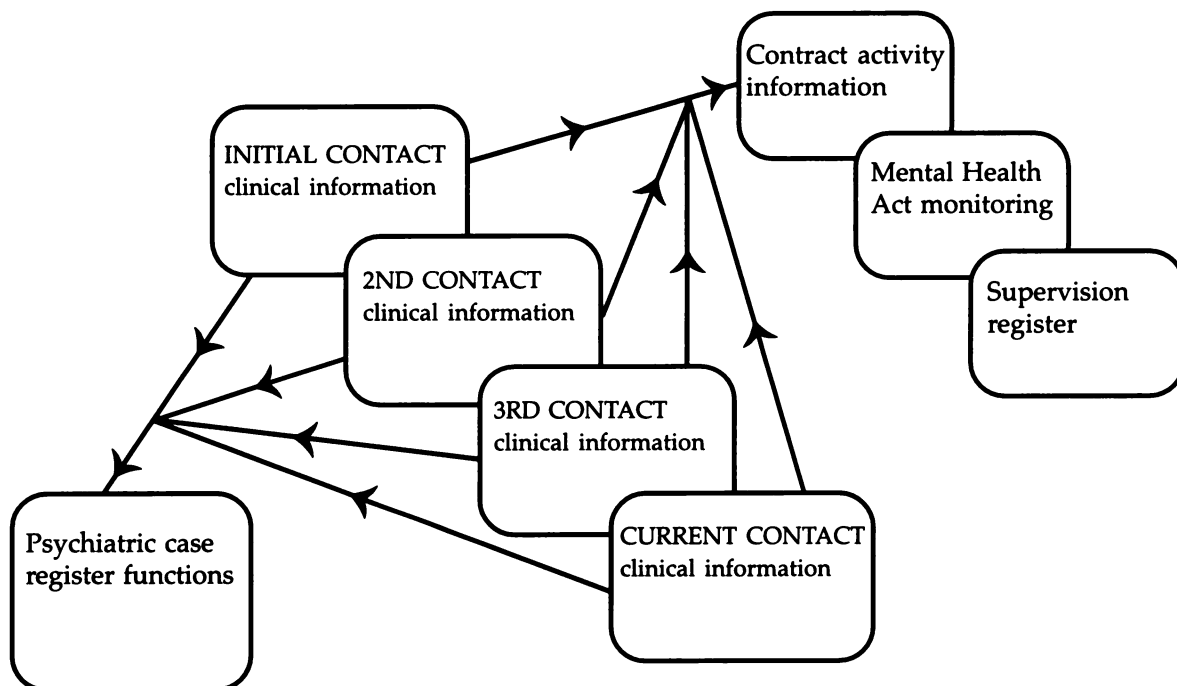 Contract activity
information
INITIAL CONTACT
clinical information
Mental Health
Act monitoring
2ND CONTACT
clinical information
Supervision
register
3RD CONTACT
clinical information
CURRENT CONTACT
clinical information
Psychiatric case
register functions